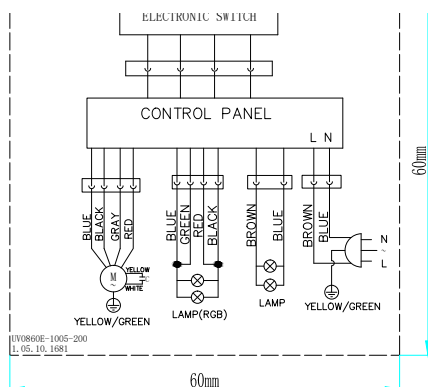 ELECTRONIC SWITCH
CONTROL PANEL
L N
BLUE
BLACK
GRAY
RED
BLUE
GREEN
RED
BLACK
BROWN
BLUE
BROWN
BLUE
N
~
L
M
~
YELLOW
WHITE
C
YELLOW/GREEN
LAMP(RGB)
LAMP
YELLOW/GREEN
UV0860E-1005-200
1.05.10.1681
60mm
60mm